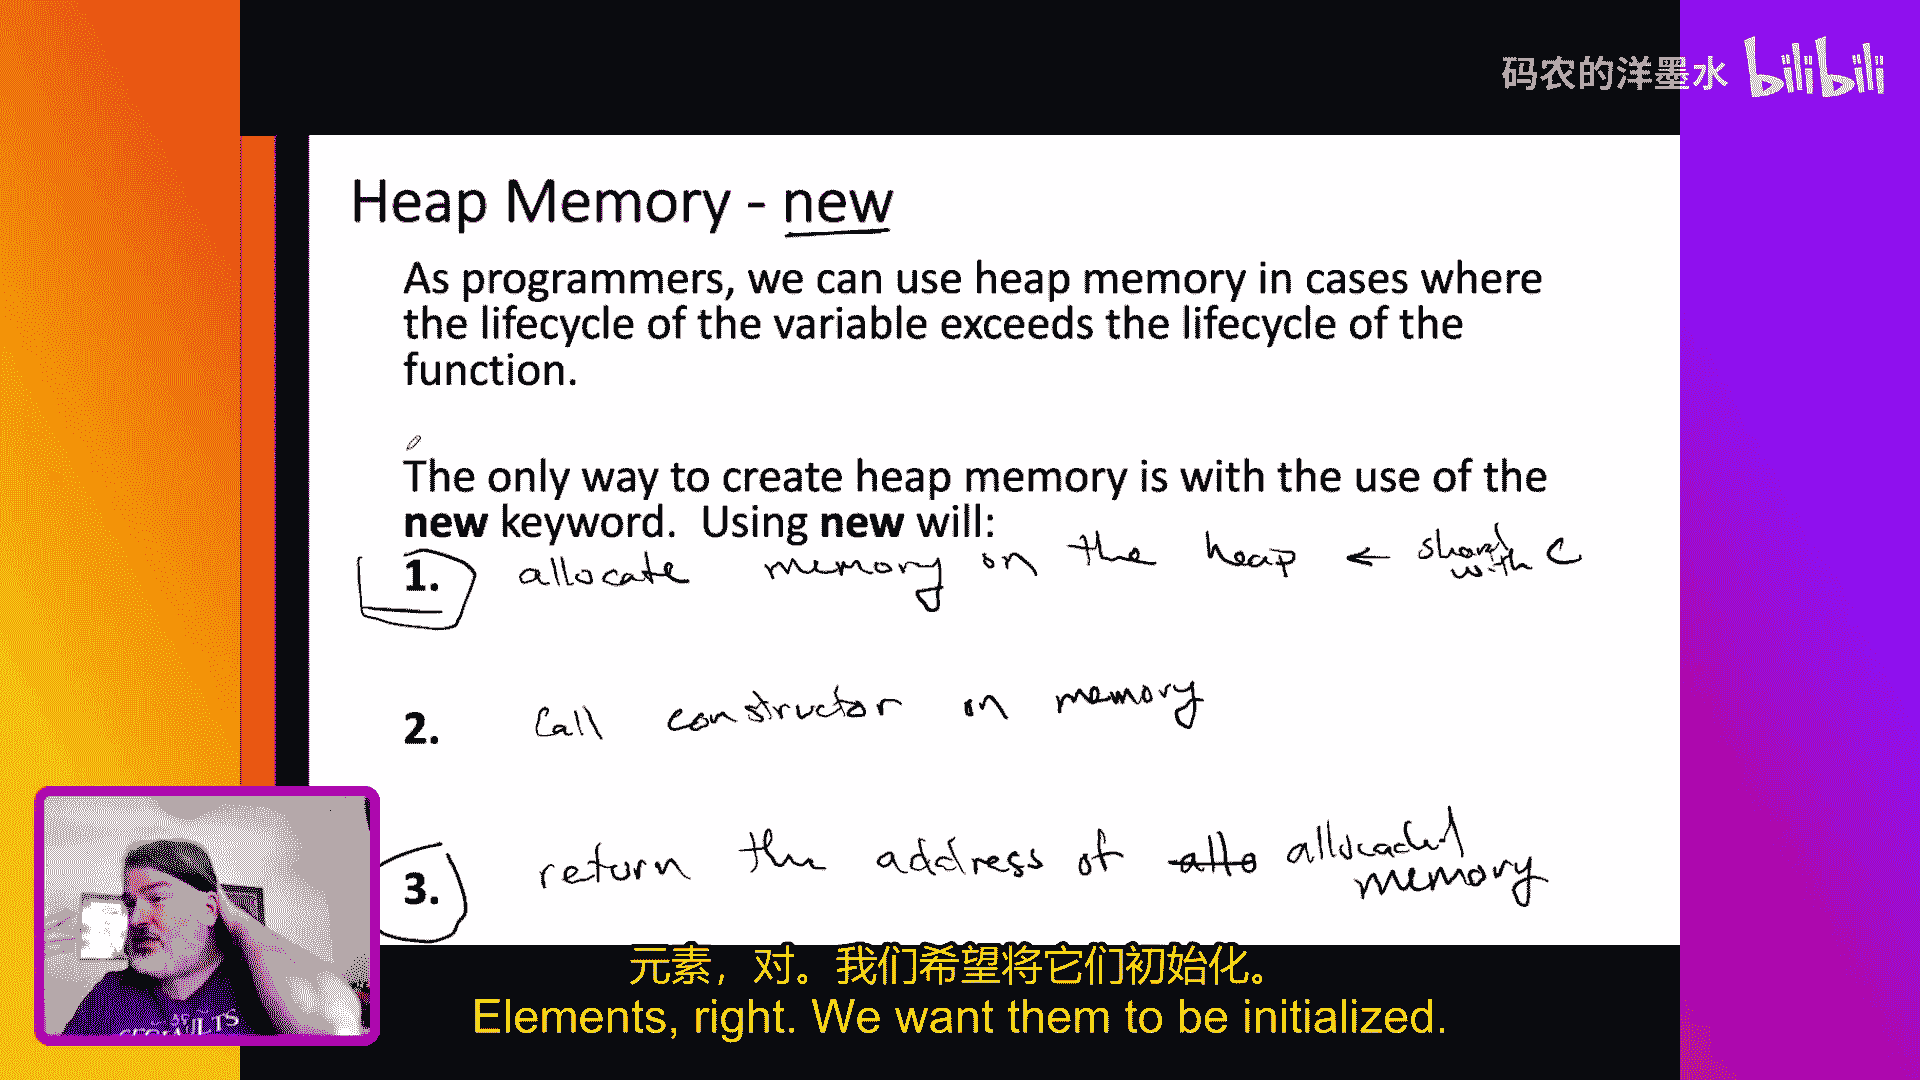 码农的洋墨水 bilibili
Heap Memory - new
As programmers, we can use heap memory in cases where
the lifecycle of the variable exceeds the lifecycle of the
function.
The only way to create heap memory is with the use of the
new keyword. Using new will:
1. allocate memory on the heap ← shared with C
2. Call constructor on memory
3. return the address of allo allocated
memory
元素，对。我们希望将它们初始化。
Elements, right. We want them to be initialized.